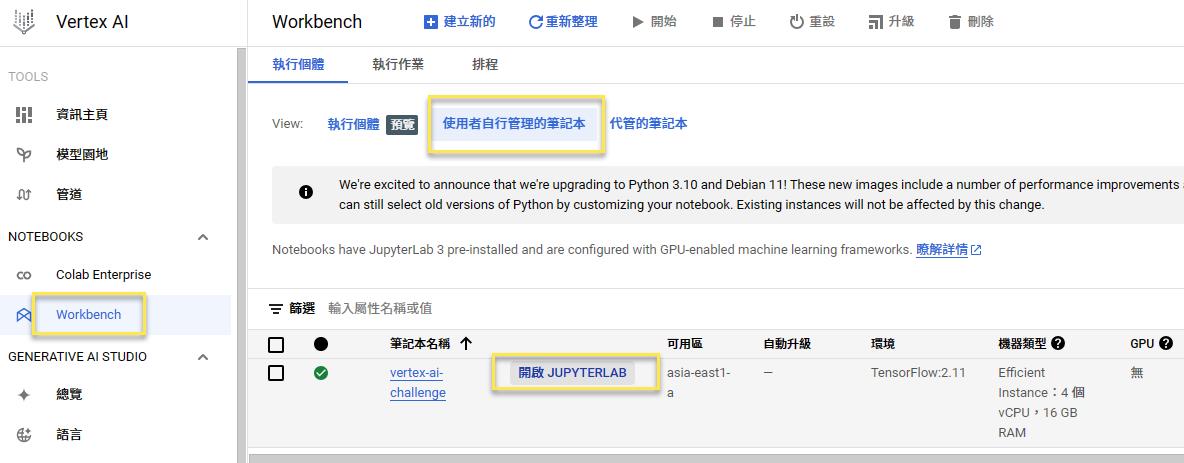 Vertex AI
Workbench
建立新的
重新整理
開始
停止
重設
升級
刪除
TOOLS
資訊主頁
模型園地
管道
NOTEBOOKS
Colab Enterprise
Workbench
GENERATIVE AI STUDIO
總覽
語言
執行個體
執行作業
排程
View:
執行個體
預覽
使用者自行管理的筆記本
代管的筆記本
We're excited to announce that we're upgrading to Python 3.10 and Debian 11! These new images include a number of performance improvements a
can still select old versions of Python by customizing your notebook. Existing instances will not be affected by this change.
Notebooks have JupyterLab 3 pre-installed and are configured with GPU-enabled machine learning frameworks. 瞭解詳情
篩選
輸入屬性名稱或值
筆記本名稱
可用區
自動升級
環境
機器類型
GPU
vertex-ai-
challenge
開啟 JUPYTERLAB
asia-east1-
a
—
TensorFlow:2.11
Efficient
Instance：4 個
vCPU，16 GB
RAM
無